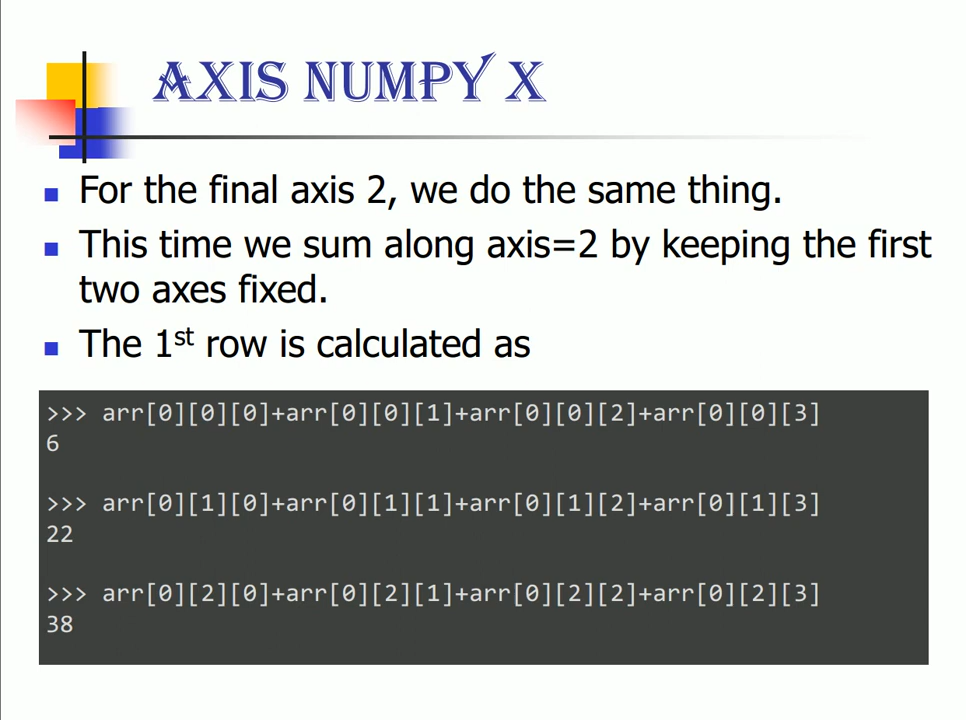 AXIS NUMPY X
For the final axis 2, we do the same thing.
This time we sum along axis=2 by keeping the first
two axes fixed.
The 1st row is calculated as
>>> arr[0][0][0]+arr[0][0][1]+arr[0][0][2]+arr[0][0][3]
6
>>> arr[0][1][0]+arr[0][1][1]+arr[0][1][2]+arr[0][1][3]
22
>>> arr[0][2][0]+arr[0][2][1]+arr[0][2][2]+arr[0][2][3]
38